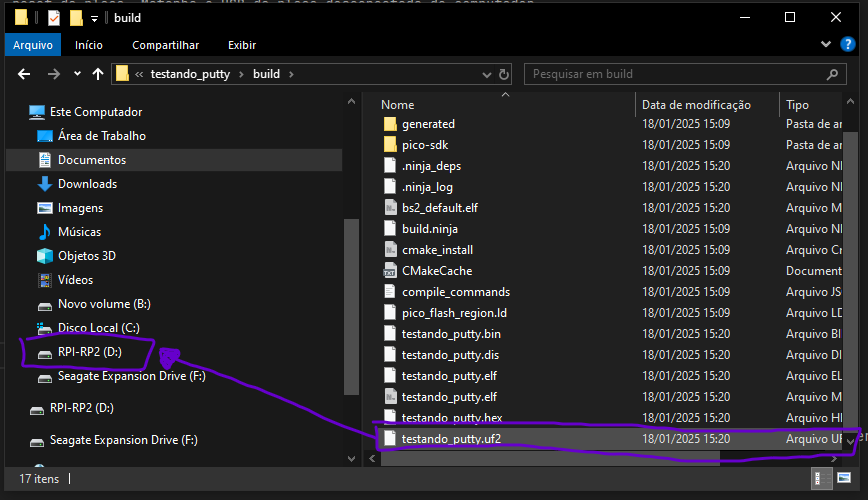 build
Arquivo Início Compartilhar Exibir
testando_putty build
Pesquisar em build
Este Computador
Área de Trabalho
Documentos
Downloads
Imagens
Músicas
Objetos 3D
Vídeos
Novo volume (B:)
Disco Local (C:)
RPI-RP2 (D:)
Seagate Expansion Drive (F:)
RPI-RP2 (D:)
Seagate Expansion Drive (F:)
Nome Data de modificação Tipo
generated 18/01/2025 15:09 Pasta de ar
pico-sdk 18/01/2025 15:09 Pasta de ar
.ninja_deps 18/01/2025 15:20 Arquivo NI
.ninja_log 18/01/2025 15:20 Arquivo NI
bs2_default.elf 18/01/2025 15:20 Arquivo M
build.ninja 18/01/2025 15:09 Arquivo NI
cmake_install 18/01/2025 15:09 Arquivo Cr
CMakeCache 18/01/2025 15:09 Document
compile_commands 18/01/2025 15:09 Arquivo JS
pico_flash_region.ld 18/01/2025 15:09 Arquivo LD
testando_putty.bin 18/01/2025 15:20 Arquivo BI
testando_putty.dis 18/01/2025 15:20 Arquivo DI
testando_putty.elf 18/01/2025 15:20 Arquivo EL
testando_putty.elf 18/01/2025 15:20 Arquivo M
testando_putty.hex 18/01/2025 15:20 Arquivo HI
testando_putty.uf2 18/01/2025 15:20 Arquivo UF
17 itens